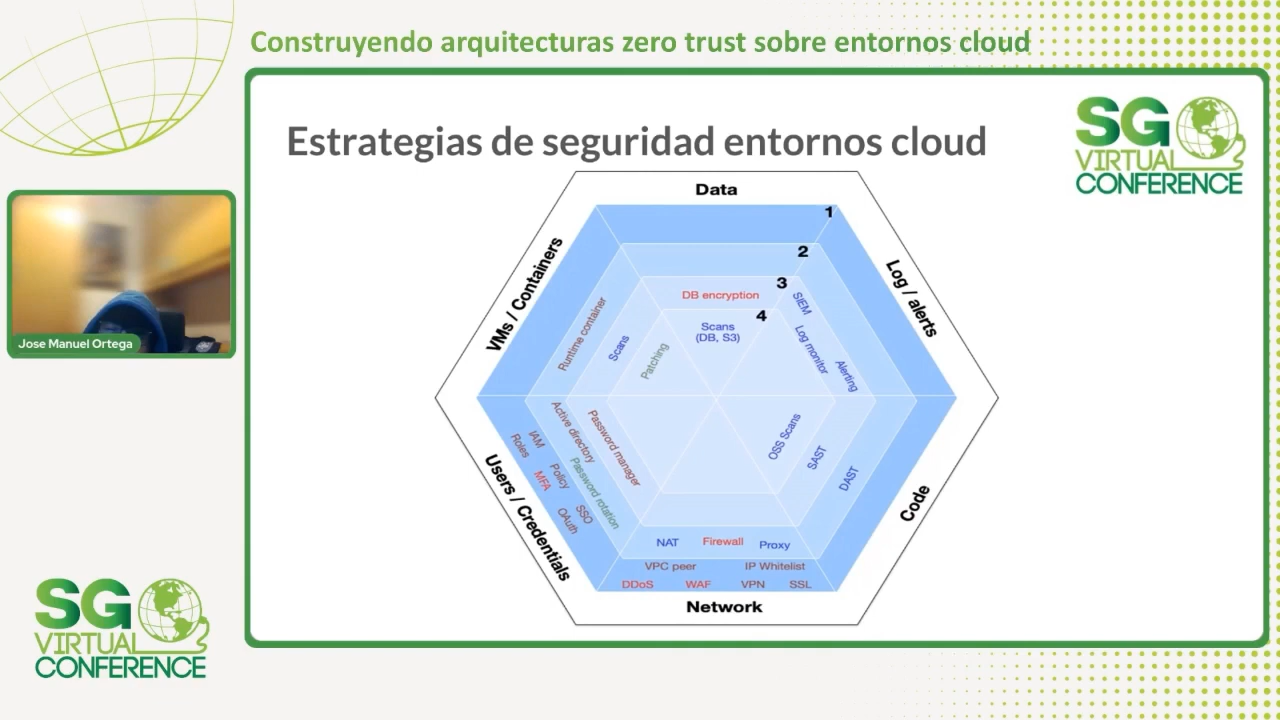 Construyendo arquitecturas zero trust sobre entornos cloud
SG
VIRTUAL
CONFERENCE
Estrategias de seguridad entornos cloud
Jose Manuel Ortega
Data
1
2
3
4
DB encryption
Scans
(DB, S3)
Log / alerts
SIEM
Log monitor
Alerting
VMs / Containers
Runtime container
Scans
Patching
Users / Credentials
Roles
IAM
MFA
Policy
OAuth
SSO
Active directory
Password rotation
Password manager
Code
OSS Scans
SAST
DAST
NAT
Firewall
Proxy
VPC peer
IP Whitelist
DDoS
WAF
VPN
SSL
Network
SG
VIRTUAL
CONFERENCE